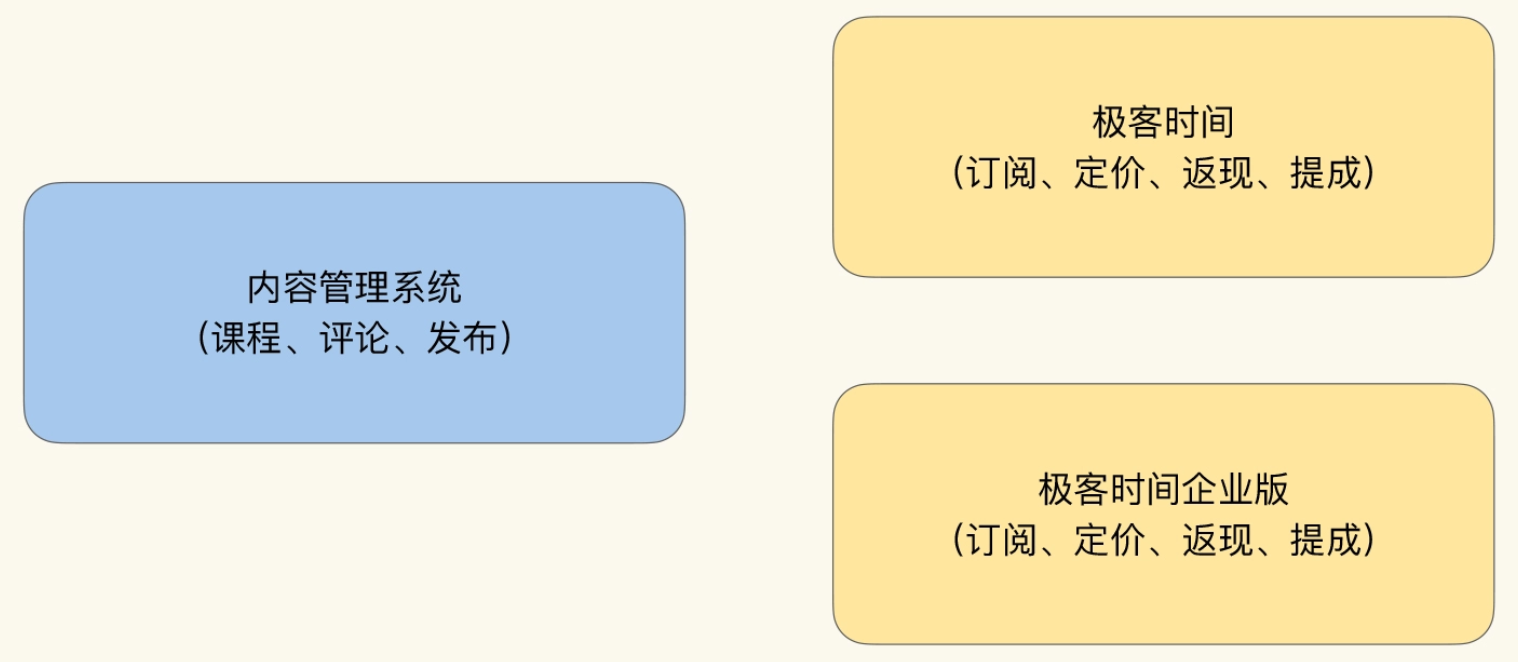 内容管理系统
（课程、评论、发布）
极客时间
（订阅、定价、返现、提成）
极客时间企业版
（订阅、定价、返现、提成）